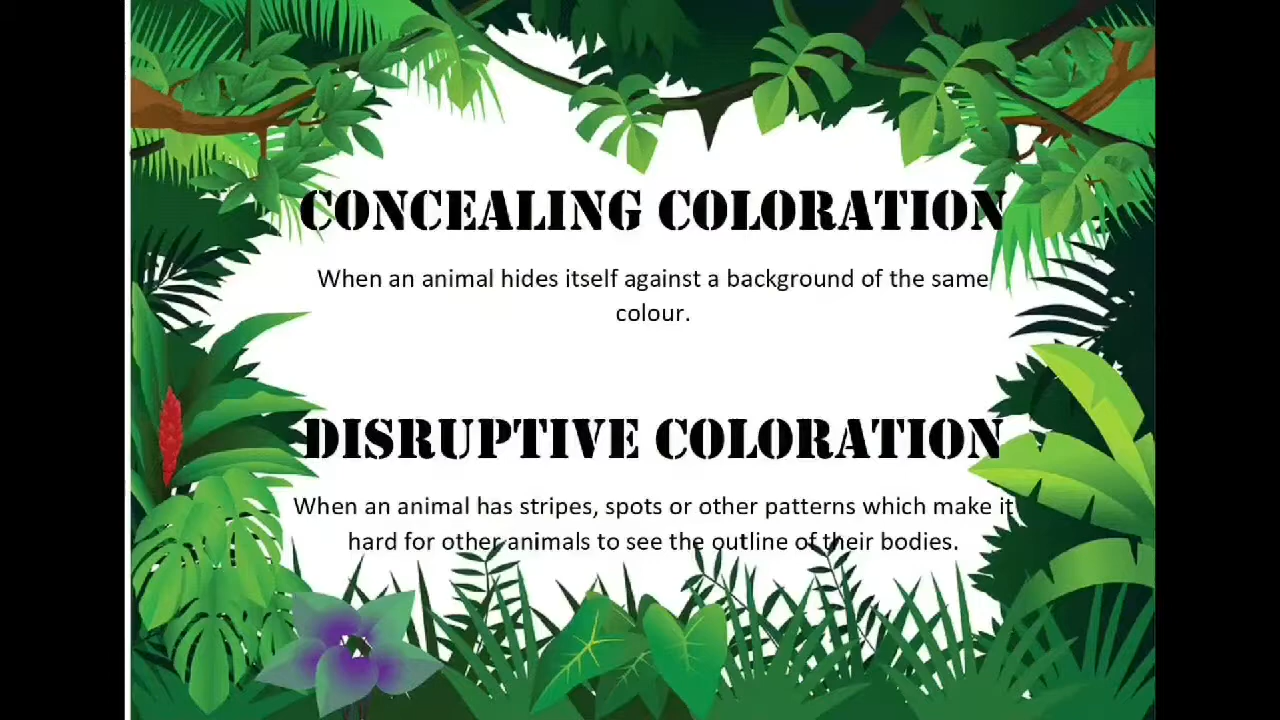 CONCEALING COLORATION
When an animal hides itself against a background of the same
colour.
DISRUPTIVE COLORATION
When an animal has stripes, spots or other patterns which make it
hard for other animals to see the outline of their bodies.